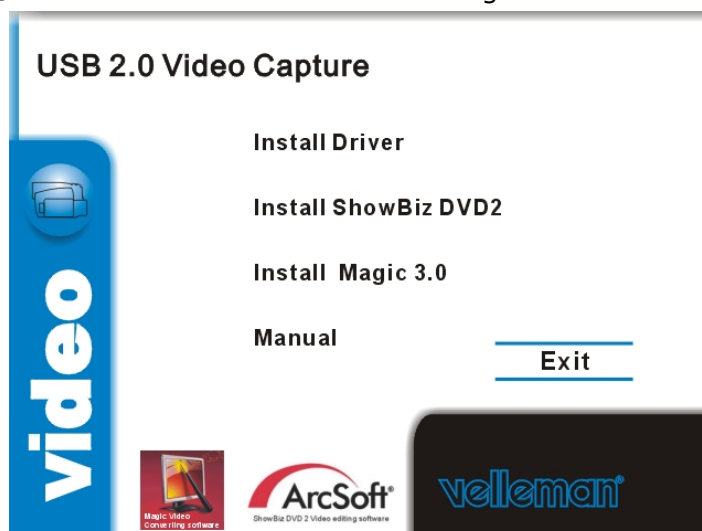 USB 2.0 Video Capture
Install Driver
Install ShowBiz DVD2
Install Magic 3.0
Manual
Exit
video
Magic Video
Converting software
ArcSoft®
ShowBiz DVD 2 Video editing software
velleman®